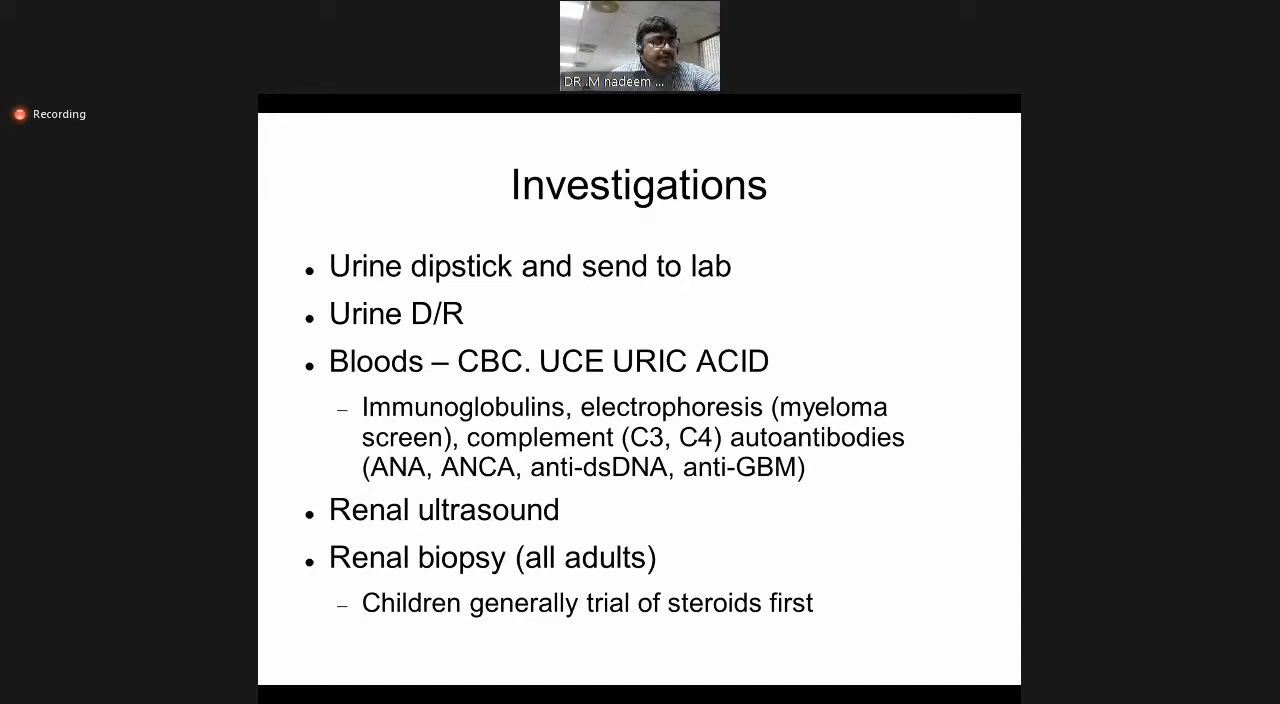 DR .M nadeem ...
Recording
Investigations
Urine dipstick and send to lab
Urine D/R
Bloods – CBC. UCE URIC ACID
– Immunoglobulins, electrophoresis (myeloma
screen), complement (C3, C4) autoantibodies
(ANA, ANCA, anti-dsDNA, anti-GBM)
Renal ultrasound
Renal biopsy (all adults)
– Children generally trial of steroids first